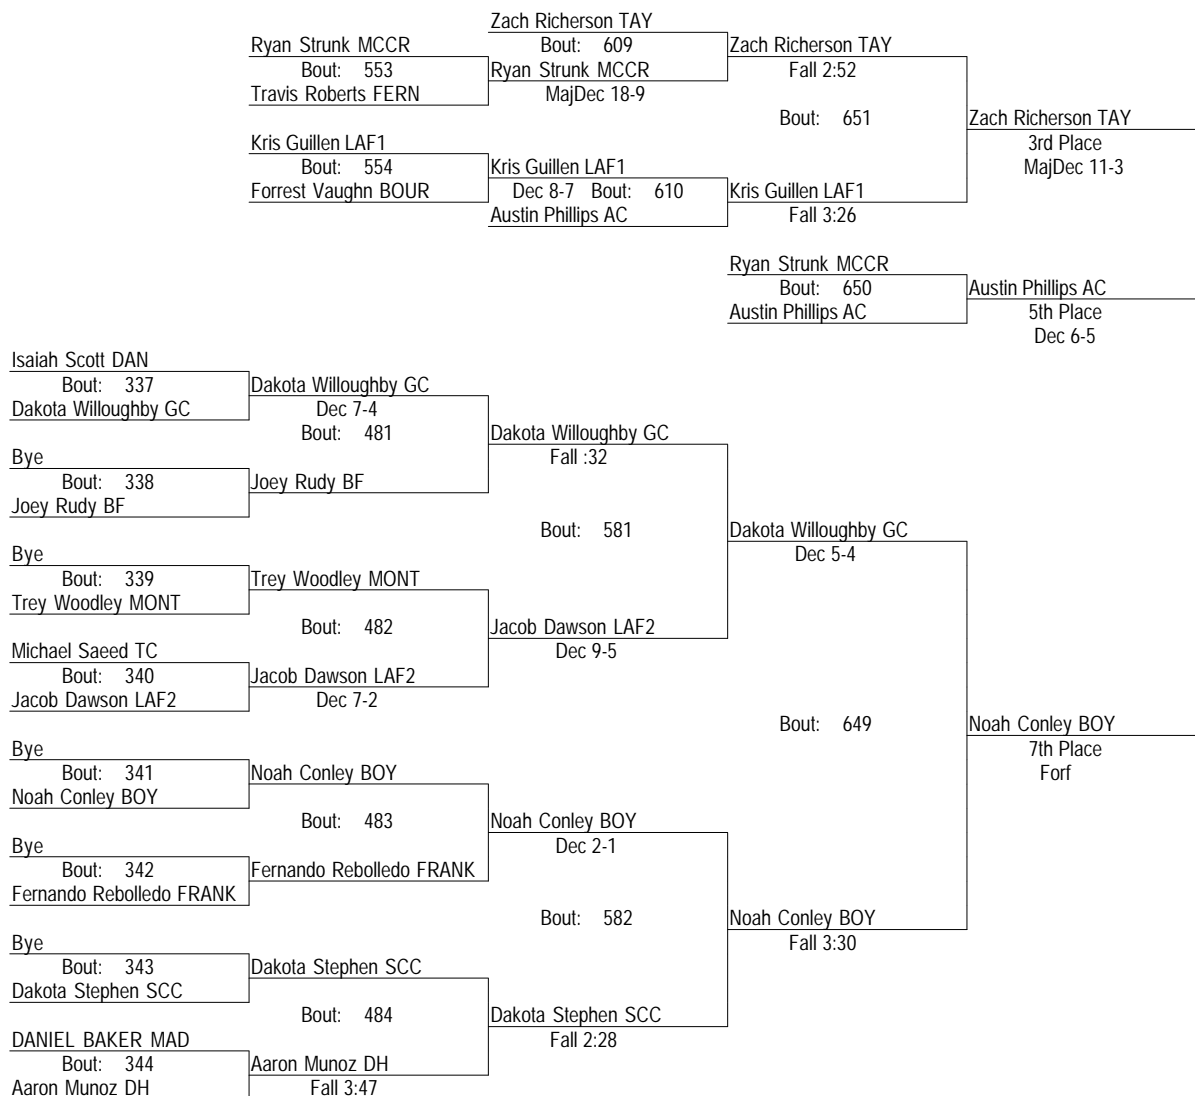 Zach Richerson TAY
Ryan Strunk MCCR
Bout: 609
Zach Richerson TAY
Bout: 553
Ryan Strunk MCCR
Fall 2:52
Travis Roberts FERN
MajDec 18-9
Bout: 651
Zach Richerson TAY
Kris Guillen LAF1
3rd Place
Bout: 554
Kris Guillen LAF1
MajDec 11-3
Forrest Vaughn BOUR
Dec 8-7 Bout: 610
Kris Guillen LAF1
Austin Phillips AC
Fall 3:26
Ryan Strunk MCCR
Bout: 650
Austin Phillips AC
Austin Phillips AC
5th Place
Dec 6-5
Isaiah Scott DAN
Bout: 337
Dakota Willoughby GC
Dakota Willoughby GC
Dec 7-4
Bout: 481
Dakota Willoughby GC
Bye
Fall :32
Bout: 338
Joey Rudy BF
Joey Rudy BF
Bout: 581
Dakota Willoughby GC
Bye
Dec 5-4
Bout: 339
Trey Woodley MONT
Trey Woodley MONT
Bout: 482
Jacob Dawson LAF2
Michael Saeed TC
Dec 9-5
Bout: 340
Jacob Dawson LAF2
Jacob Dawson LAF2
Dec 7-2
Bout: 649
Noah Conley BOY
Bye
7th Place
Bout: 341
Noah Conley BOY
Forf
Noah Conley BOY
Bout: 483
Noah Conley BOY
Bye
Dec 2-1
Bout: 342
Fernando Rebolledo FRANK
Fernando Rebolledo FRANK
Bout: 582
Noah Conley BOY
Bye
Fall 3:30
Bout: 343
Dakota Stephen SCC
Dakota Stephen SCC
Bout: 484
Dakota Stephen SCC
DANIEL BAKER MAD
Fall 2:28
Bout: 344
Aaron Munoz DH
Aaron Munoz DH
Fall 3:47